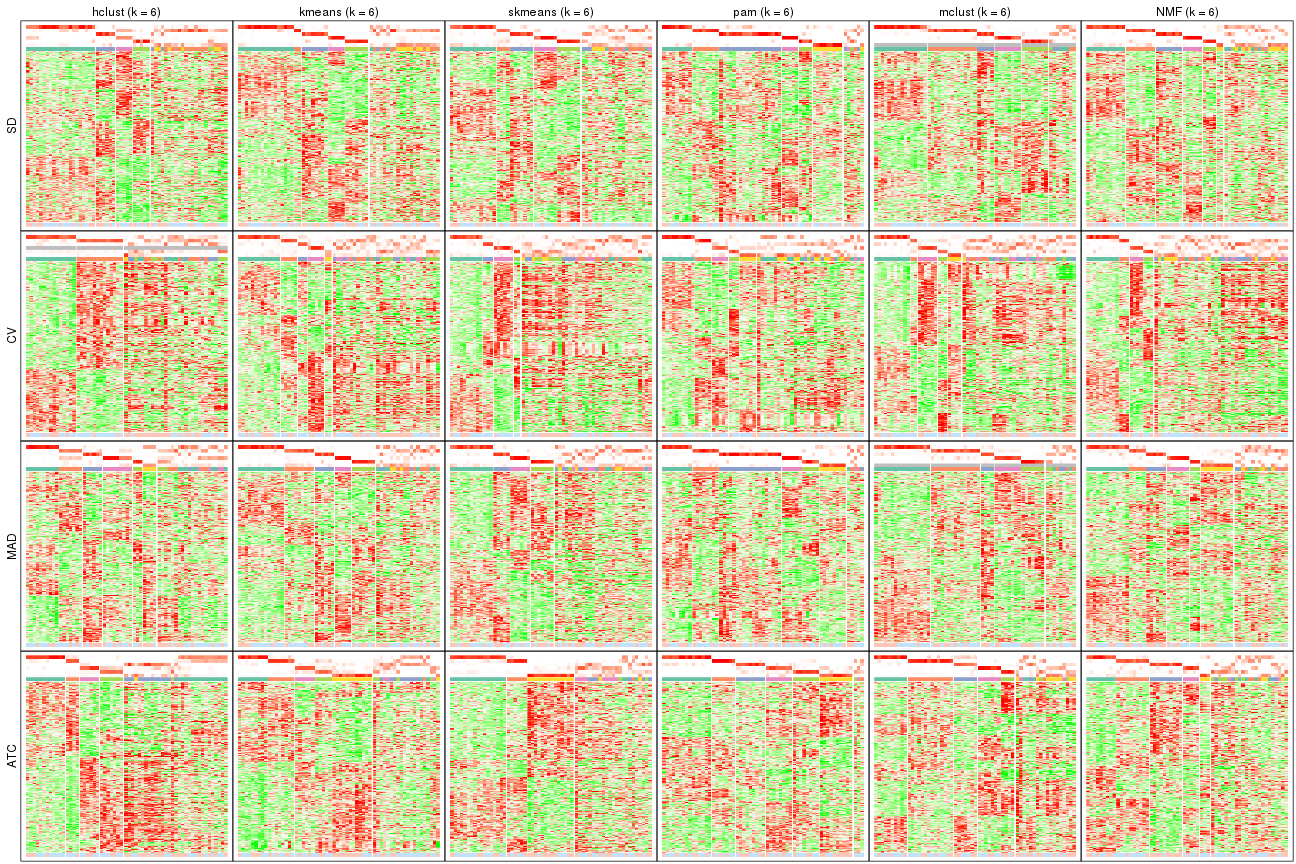 hclust (k = 6) kmeans (k = 6) skmeans (k = 6) pam (k = 6) mclust (k = 6) NMF (k = 6)
SD
CV
MAD
ATC